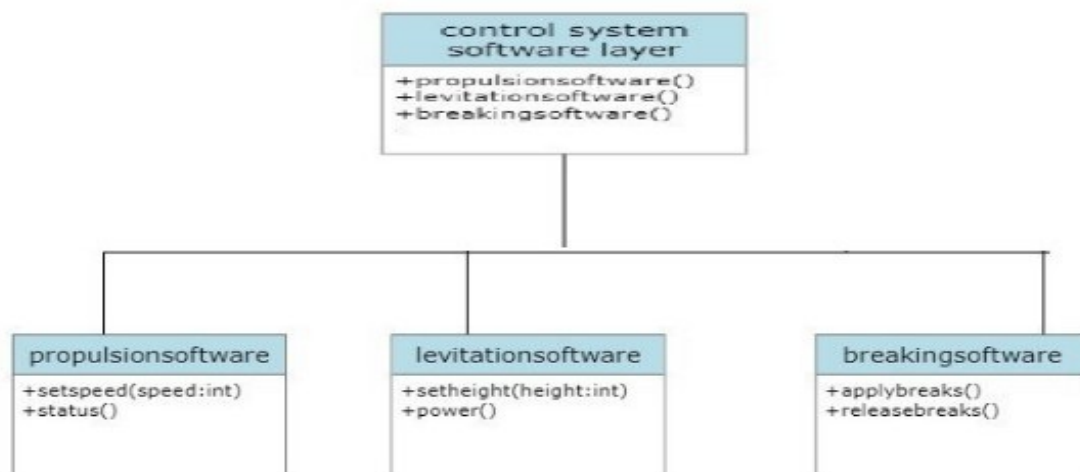 control system
software layer
+propulsionsoftware()
+levitationsoftware()
+breakingsoftware()
propulsionsoftware
+setspeed(speed:int)
+status()
levitationsoftware
+setheight(height:int)
+power()
breakingsoftware
+applybreaks()
+releasebreaks()